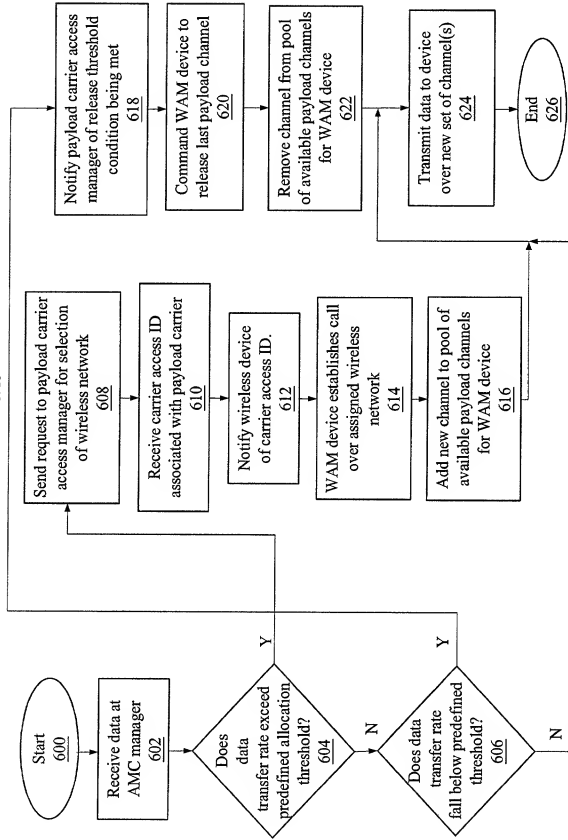 Start
600
Receive data at
AMC manager
602
Does
data
transfer rate exceed
predefined allocation
threshold?
604
Y
N
Does data
transfer rate
fall below predefined
threshold?
606
Y
N
Send request to payload carrier
access manager for selection
of wireless network
608
Receive carrier access ID
associated with payload carrier
610
Notify wireless device
of carrier access ID.
612
WAM device establishes call
over assigned wireless
network
614
Add new channel to pool of
available payload channels
for WAM device
616
Notify payload carrier access
manager of release threshold
condition being met
618
Command WAM device to
release last payload channel
620
Remove channel from pool
of available payload channels
for WAM device
622
Transmit data to device
over new set of channel(s)
624
End
626